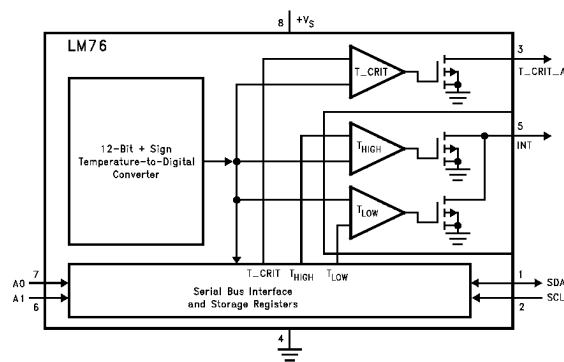 8
+VS
LM76
3
T_CRIT
T_CRIT_A
12-Bit + Sign
Temperature-to-Digital
Converter
5
THIGH
INT
TLOW
T_CRIT THIGH TLOW
7
A0
A1
6
Serial Bus Interface
and Storage Registers
1
SDA
SCL
2
4